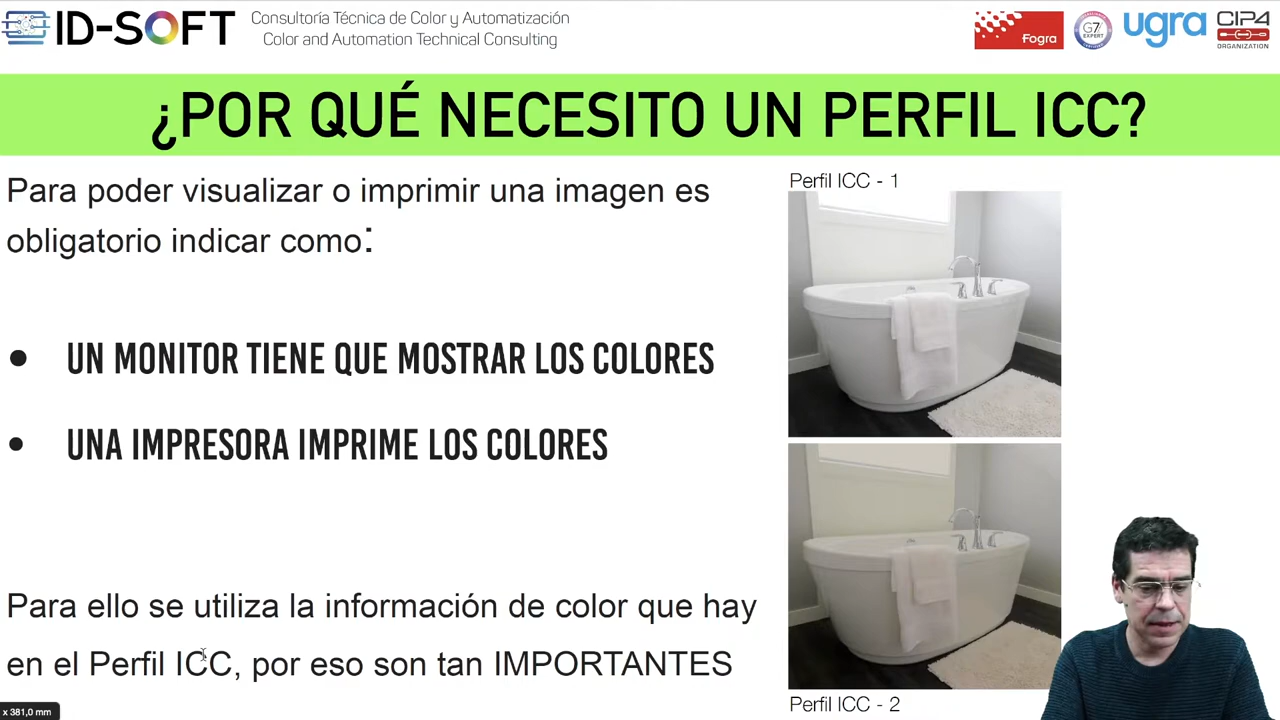 ID-SOFT
Consultoría Técnica de Color y Automatización
Color and Automation Technical Consulting
Fogra
G7
EXPERT
ugra
CIP4
ORGANIZATION
¿POR QUÉ NECESITO UN PERFIL ICC?
Para poder visualizar o imprimir una imagen es
obligatorio indicar como:
• UN MONITOR TIENE QUE MOSTRAR LOS COLORES
• UNA IMPRESORA IMPRIME LOS COLORES
Para ello se utiliza la información de color que hay
en el Perfil ICC, por eso son tan IMPORTANTES
Perfil ICC - 1
Perfil ICC - 2
x 381,0 mm